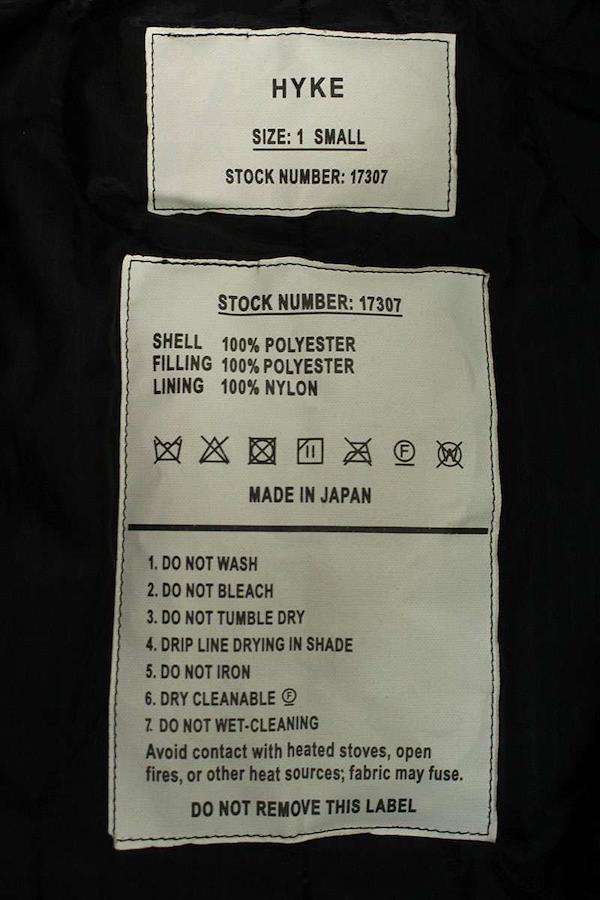 HYKE
SIZE: 1 SMALL
STOCK NUMBER: 17307
STOCK NUMBER: 17307
SHELL 100% POLYESTER
FILLING 100% POLYESTER
LINING 100% NYLON
F W
MADE IN JAPAN
1. DO NOT WASH
2. DO NOT BLEACH
3. DO NOT TUMBLE DRY
4. DRIP LINE DRYING IN SHADE
5. DO NOT IRON
6. DRY CLEANABLE Ⓕ
7. DO NOT WET-CLEANING
Avoid contact with heated stoves, open
fires, or other heat sources; fabric may fuse.
DO NOT REMOVE THIS LABEL